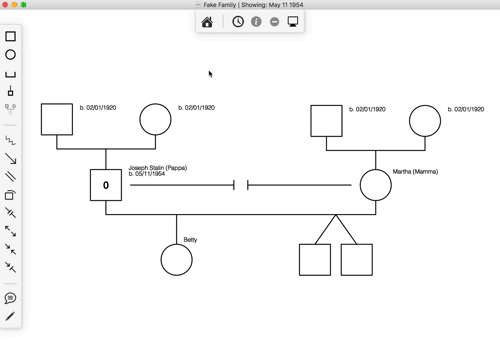 Fake Family | Showing: May 11 1954
b. 02/01/1920
b. 02/01/1920
b. 02/01/1920
b. 02/01/1920
Joseph Stalin (Pappa)
b. 05/11/1954
0
Martha (Mamma)
Betty